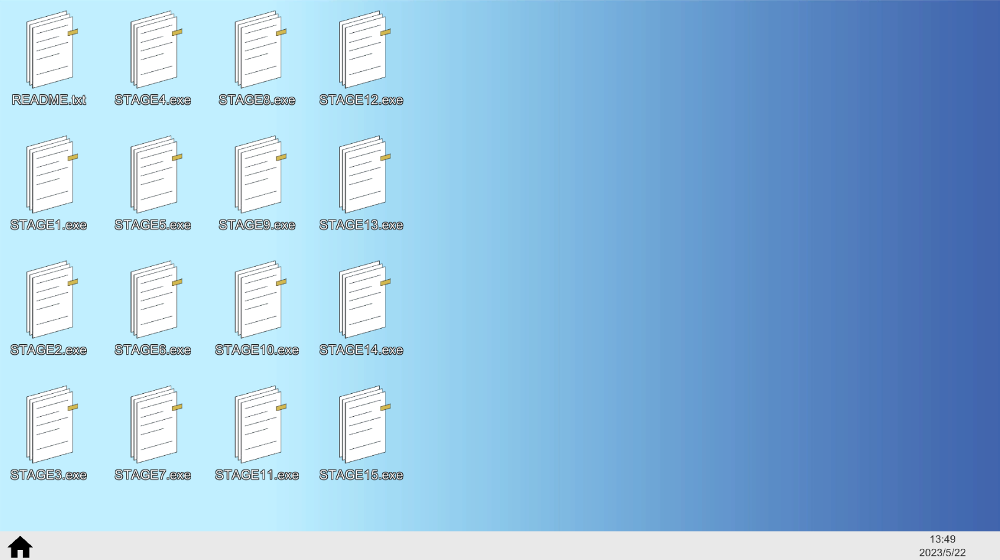 README.txt
STAGE4.exe
STAGE8.exe
STAGE12.exe
STAGE1.exe
STAGE5.exe
STAGE9.exe
STAGE13.exe
STAGE2.exe
STAGE6.exe
STAGE10.exe
STAGE14.exe
STAGE3.exe
STAGE7.exe
STAGE11.exe
STAGE15.exe
13:49
2023/5/22